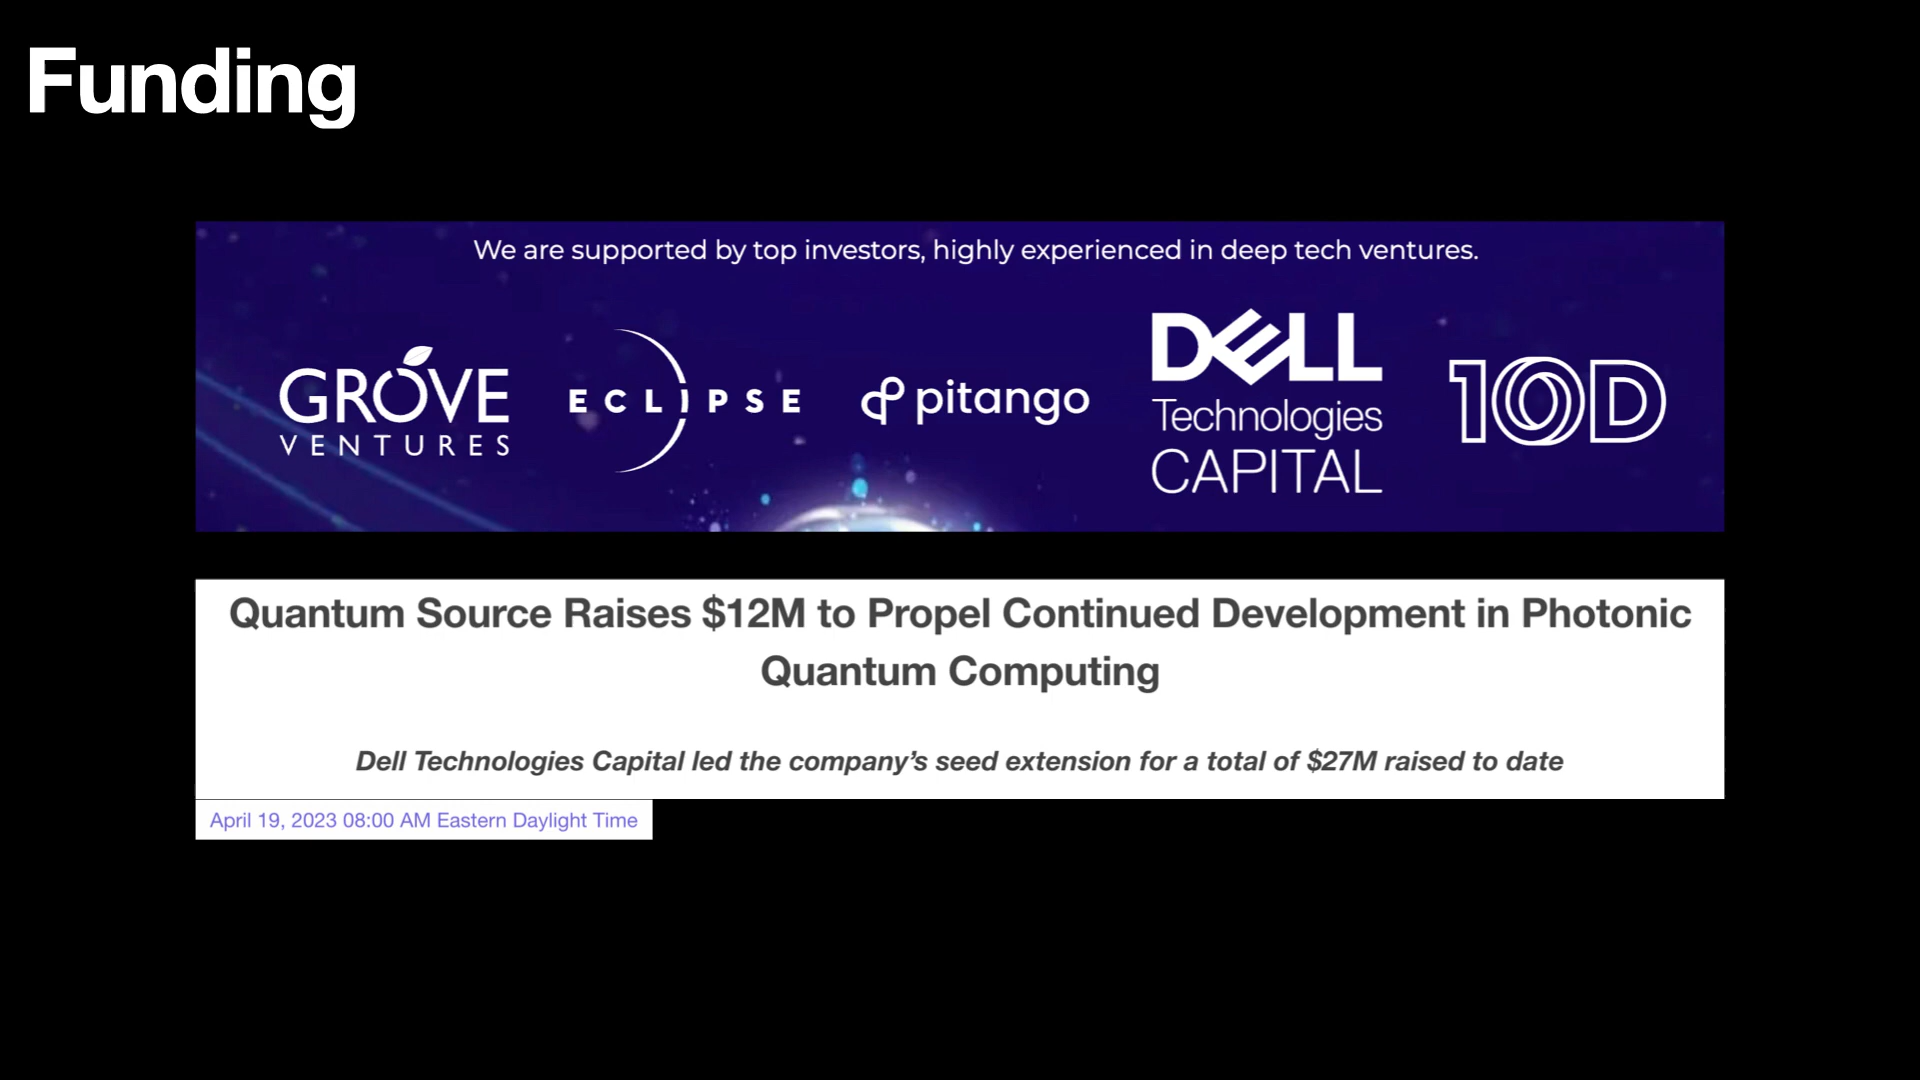 Funding
We are supported by top investors, highly experienced in deep tech ventures.
GROVE
VENTURES
ECLIPSE
pitango
DELL
Technologies
CAPITAL
10D
Quantum Source Raises $12M to Propel Continued Development in Photonic
Quantum Computing
Dell Technologies Capital led the company’s seed extension for a total of $27M raised to date
April 19, 2023 08:00 AM Eastern Daylight Time